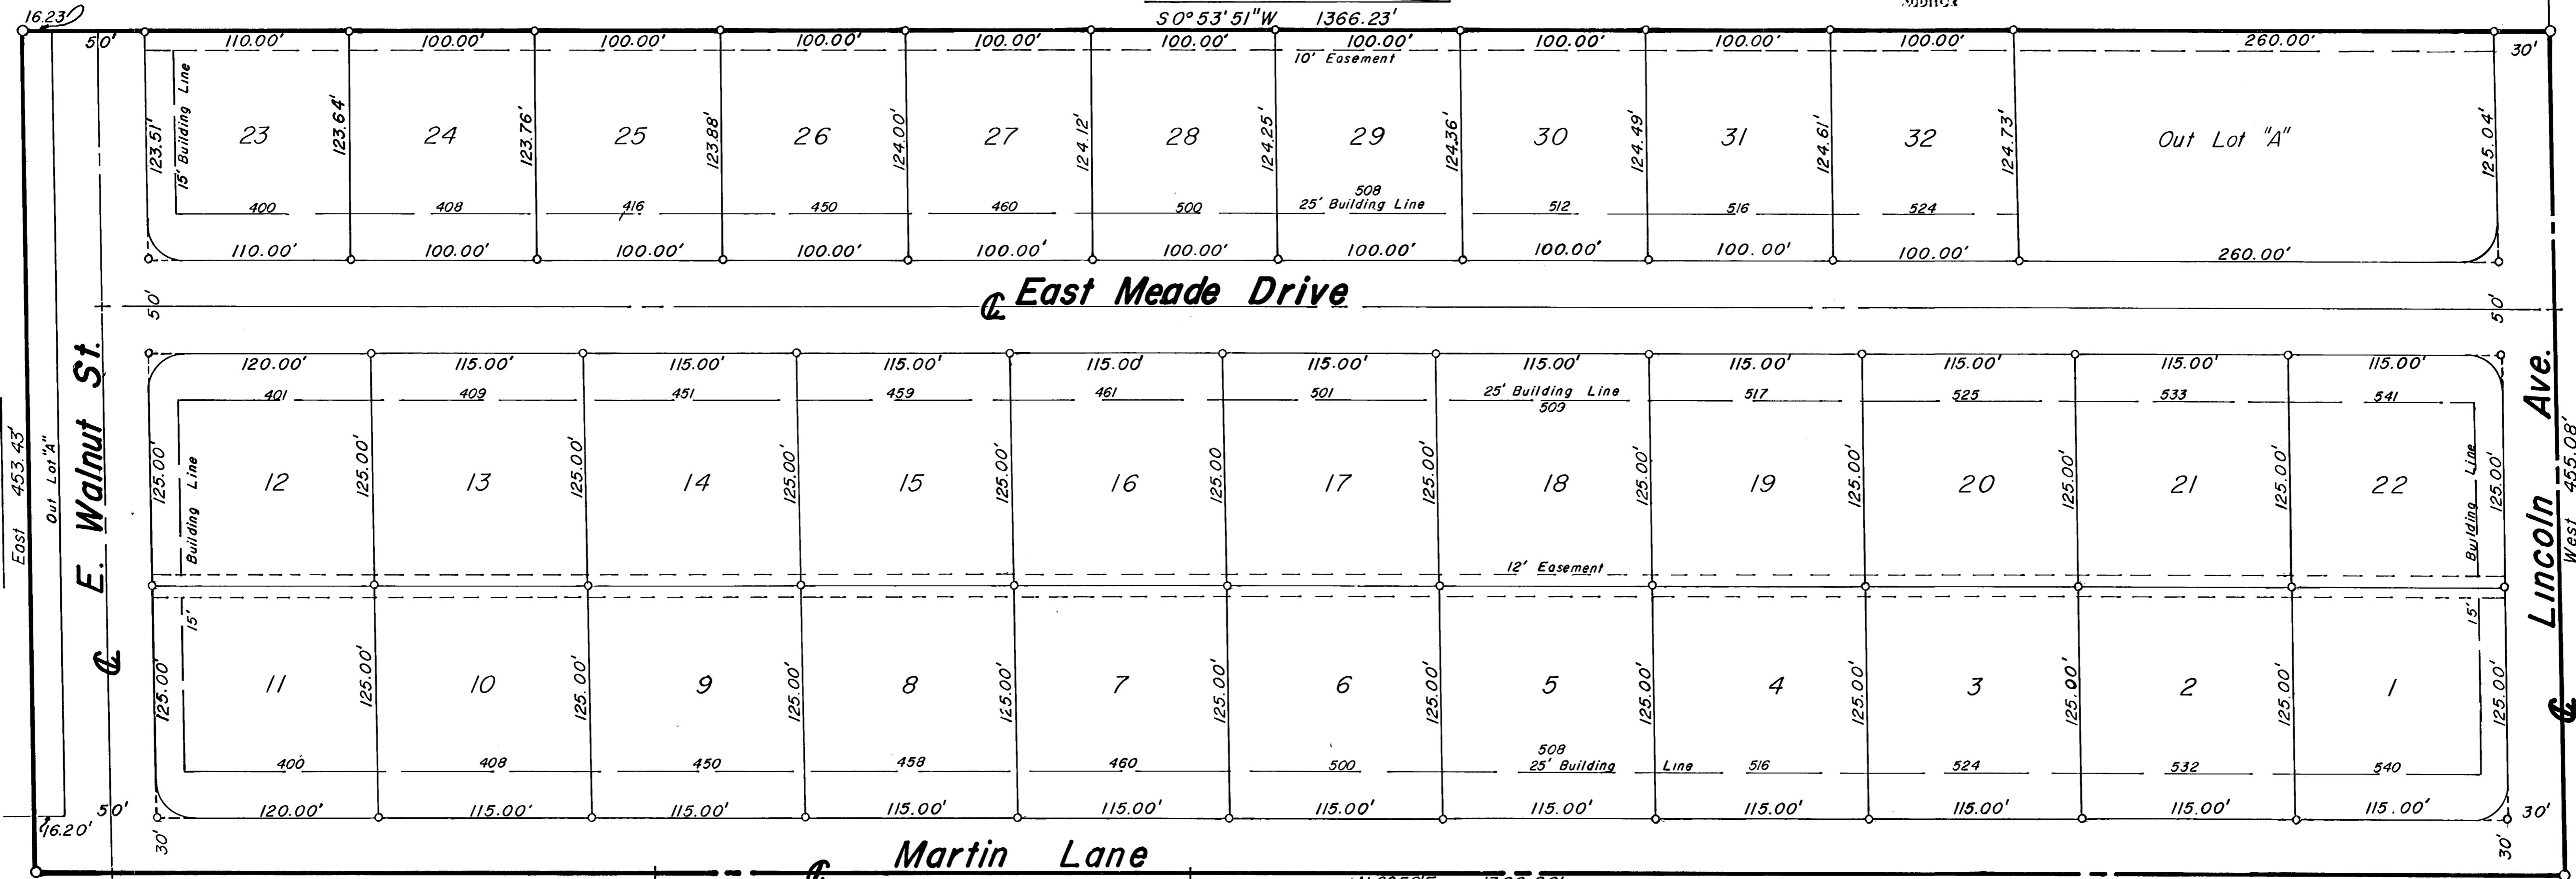 16.23'
S 0° 53' 51" W 1366.23'
50' 110.00' 100.00' 100.00' 100.00' 100.00' 100.00' 100.00' 100.00' 100.00' 100.00' 260.00' 30'
10' Easement
123.51' 15' Building Line 23 123.64' 24 123.76' 25 123.88' 26 124.00' 27 124.12' 28 124.25' 29 124.36' 30 124.49' 31 124.61' 32 124.73' Out Lot "A" 125.04'
400 408 416 450 460 500 508 512 516 524
25' Building Line
110.00' 100.00' 100.00' 100.00' 100.00' 100.00' 100.00' 100.00' 100.00' 100.00' 260.00'
50' ℄ East Meade Drive 50'
120.00' 115.00' 115.00' 115.00' 115.00' 115.00' 115.00' 115.00' 115.00' 115.00' 115.00'
401 409 451 459 461 501 25' Building Line 517 525 533 541
509
East 453.43'
Out Lot "A"
℄ E. Walnut St.
125.00' 15' Building Line 12 125.00' 13 125.00' 14 125.00' 15 125.00' 16 125.00 17 125.00' 18 125.00' 19 125.00' 20 125.00' 21 125.00' 22 15' Building Line 125.00'
℄ Lincoln Ave.
West 455.08'
12' Easement
125.00' 11 125.00' 10 125.00' 9 125.00' 8 125.00' 7 125.00' 6 125.00' 5 125.00' 4 125.00' 3 125.00' 2 125.00' 1 125.00'
508
400 408 450 458 460 500 25' Building Line 516 524 532 540
50' 120.00' 115.00' 115.00' 115.00' 115.00' 115.00' 115.00' 115.00' 115.00' 115.00' 115.00' 30'
16.20'
30' ℄ Martin Lane 30'